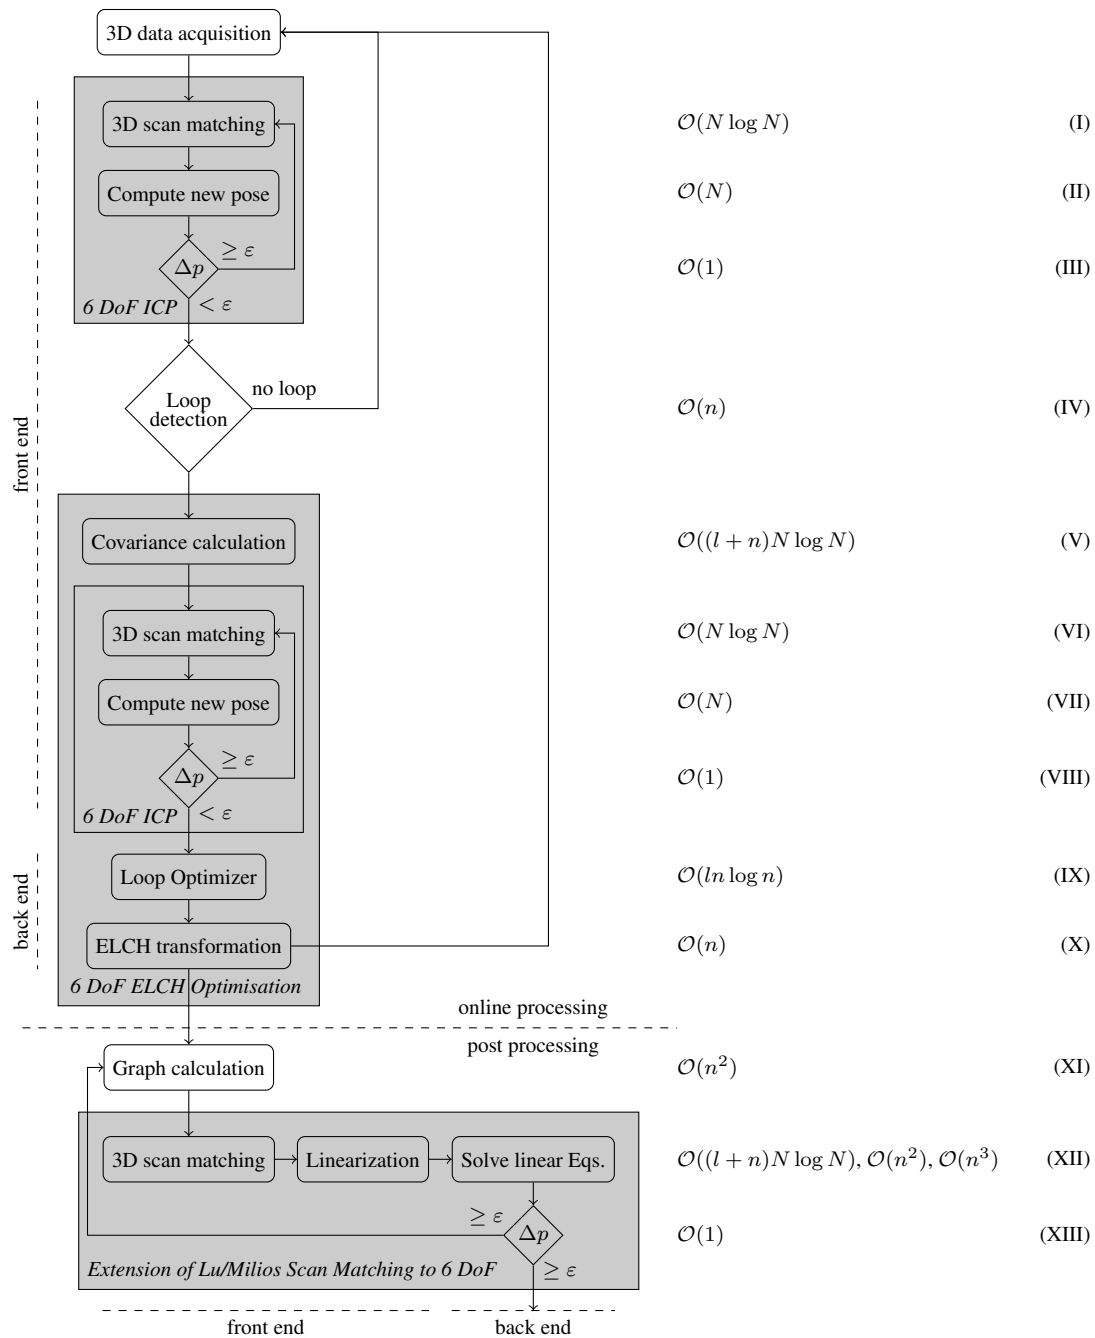 3D data acquisition
3D scan matching
𝒪(N log N) (I)
Compute new pose
𝒪(N) (II)
≥ ε
Δp
𝒪(1) (III)
6 DoF ICP
< ε
no loop
Loop
detection
𝒪(n) (IV)
front end
Covariance calculation
𝒪((l + n)N log N) (V)
3D scan matching
𝒪(N log N) (VI)
Compute new pose
𝒪(N) (VII)
≥ ε
Δp
𝒪(1) (VIII)
6 DoF ICP
< ε
Loop Optimizer
𝒪(ln log n) (IX)
back end
ELCH transformation
𝒪(n) (X)
6 DoF ELCH Optimisation
online processing
post processing
Graph calculation
𝒪(n²) (XI)
3D scan matching
Linearization
Solve linear Eqs.
𝒪((l + n)N log N), 𝒪(n²), 𝒪(n³) (XII)
≥ ε
Δp
𝒪(1) (XIII)
Extension of Lu/Milios Scan Matching to 6 DoF
≥ ε
front end
back end